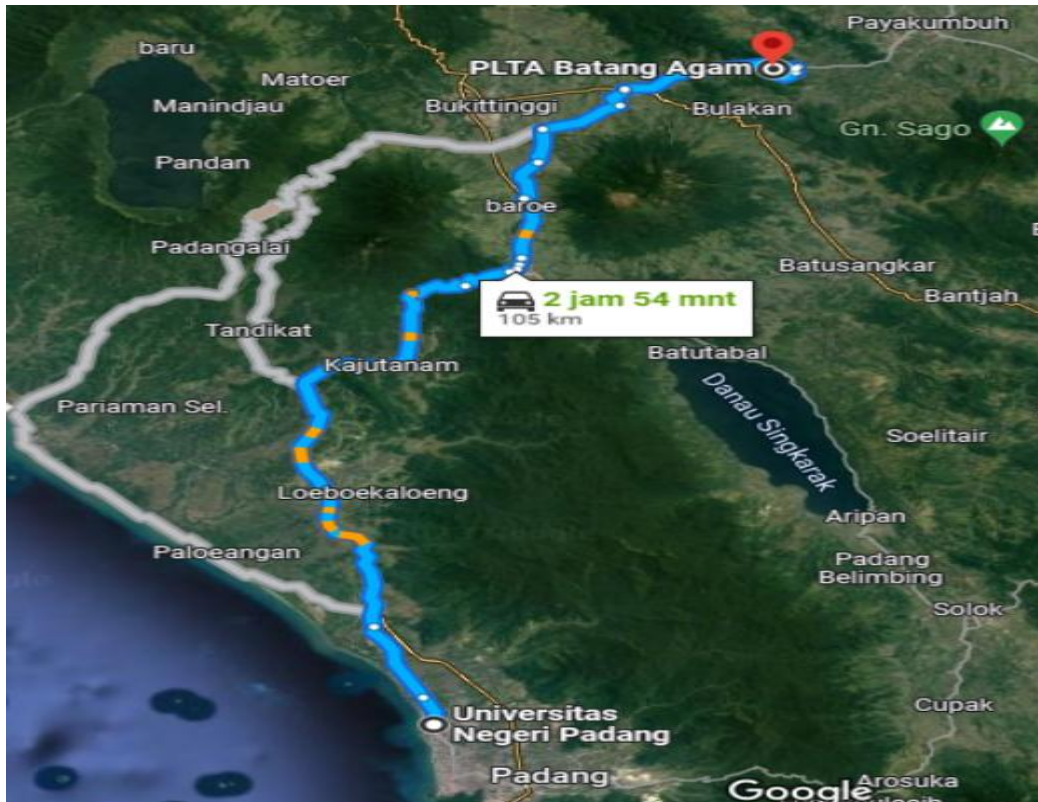 baru
Payakumbuh
PLTA Batang Agam
Matoer
Manindjau
Bukittinggi
Bulakan
Gn. Sago
Pandan
baroe
Padangalai
Batusangkar
2 jam 54 mnt
105 km
Bantjah
Tandikat
Kajutanam
Batutabal
Danau Singkarak
Pariaman Sel.
Soelitair
Loeboekaloeng
Aripan
Paloeangan
Padang
Belimbing
Solok
Universitas
Negeri Padang
Cupak
Padang
Google
Arosuka